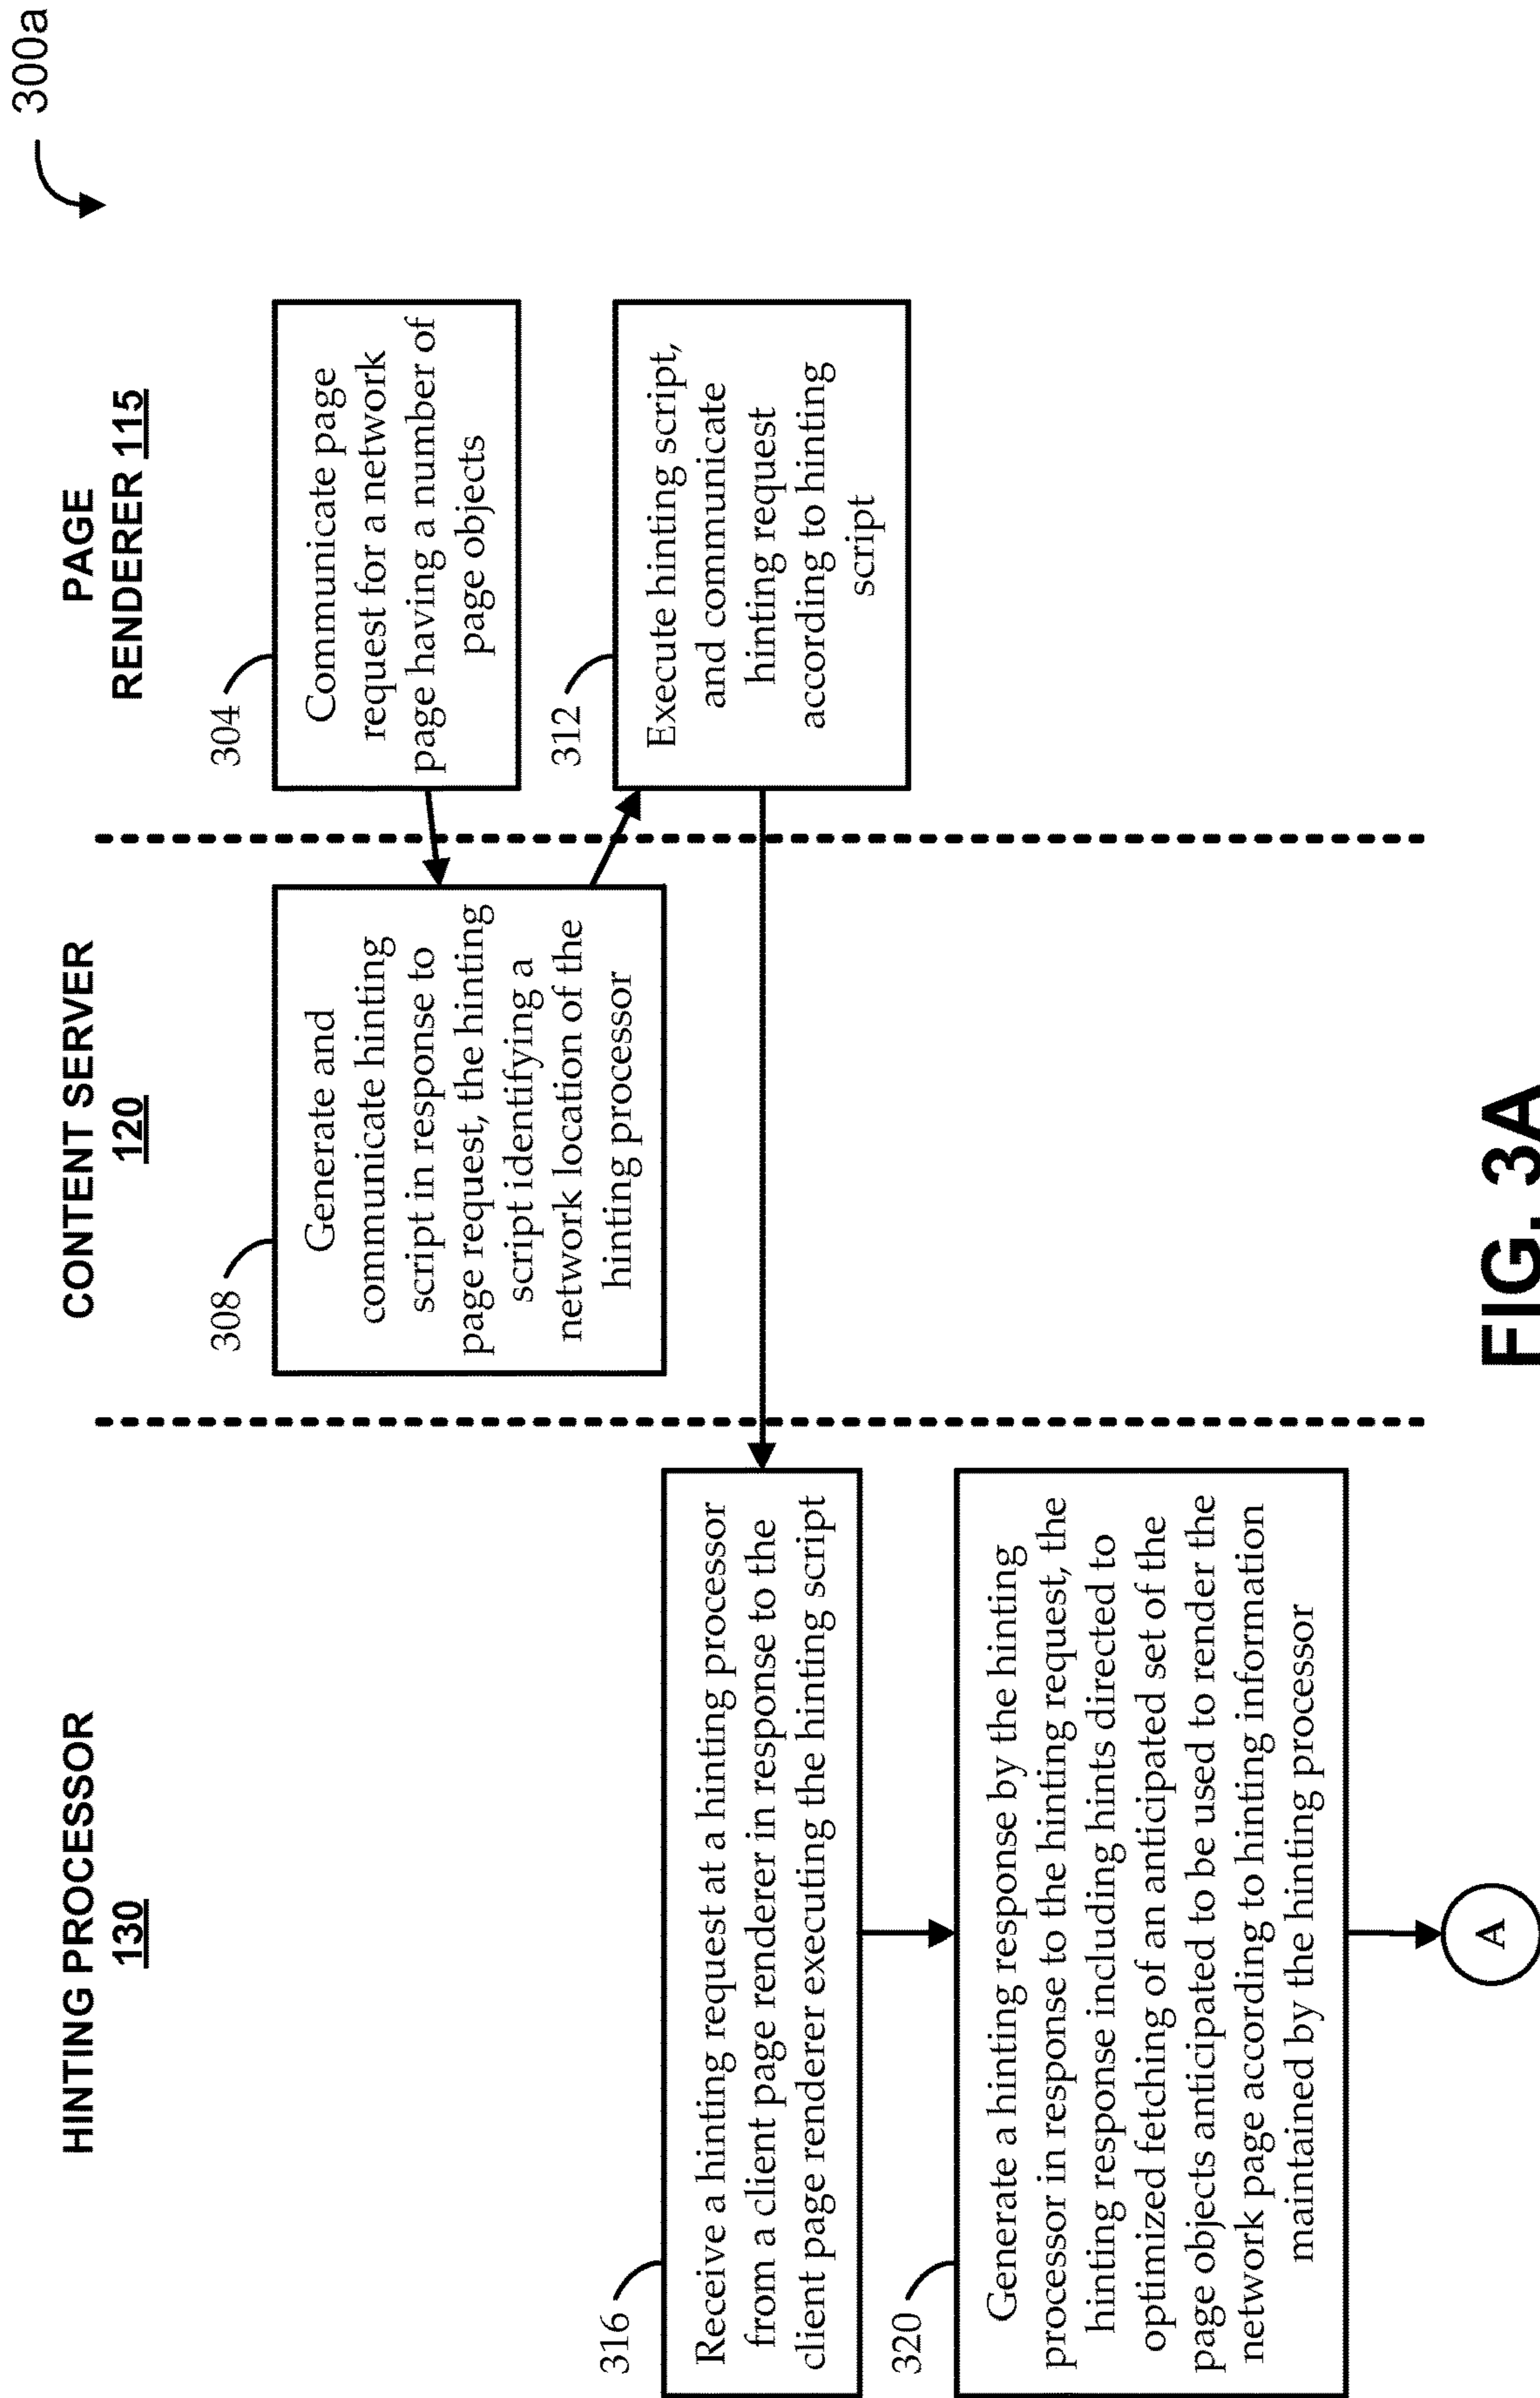 300a
HINTING PROCESSOR
130
CONTENT SERVER
120
PAGE
RENDERER 115
304
Communicate page
request for a network
page having a number of
page objects
308
Generate and
communicate hinting
script in response to
page request, the hinting
script identifying a
network location of the
hinting processor
312
Execute hinting script,
and communicate
hinting request
according to hinting
script
316
Receive a hinting request at a hinting processor
from a client page renderer in response to the
client page renderer executing the hinting script
320
Generate a hinting response by the hinting
processor in response to the hinting request, the
hinting response including hints directed to
optimized fetching of an anticipated set of the
page objects anticipated to be used to render the
network page according to hinting information
maintained by the hinting processor
A
FIG. 3A